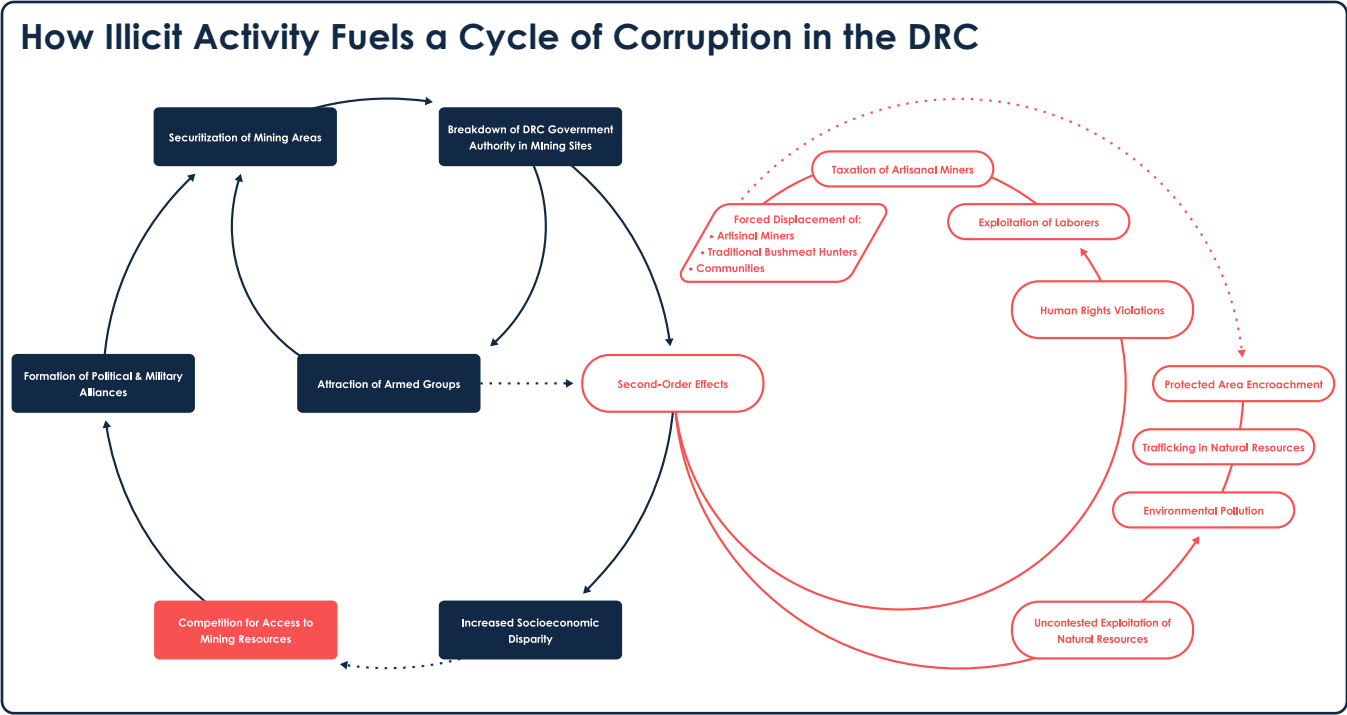 How Illicit Activity Fuels a Cycle of Corruption in the DRC
Securitization of Mining Areas
Breakdown of DRC Government
Authority in Mining Sites
Formation of Political & Military
Alliances
Attraction of Armed Groups
Second-Order Effects
Competition for Access to
Mining Resources
Increased Socioeconomic
Disparity
Taxation of Artisanal Miners
Forced Displacement of:
• Artisinal Miners
• Traditional Bushmeat Hunters
• Communities
Exploitation of Laborers
Human Rights Violations
Protected Area Encroachment
Trafficking in Natural Resources
Environmental Pollution
Uncontested Exploitation of
Natural Resources